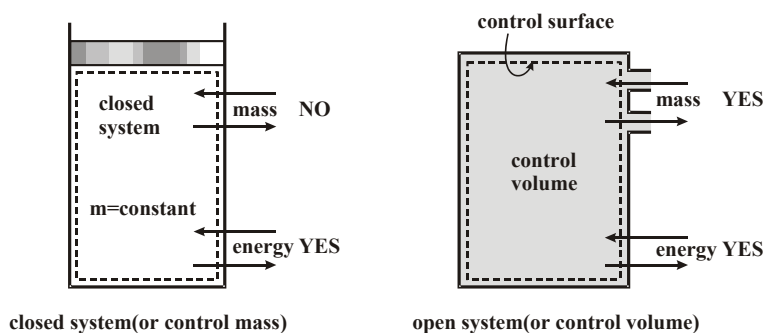 closed
system
mass NO
m=constant
energy YES
closed system(or control mass)
control surface
mass YES
control
volume
energy YES
open system(or control volume)